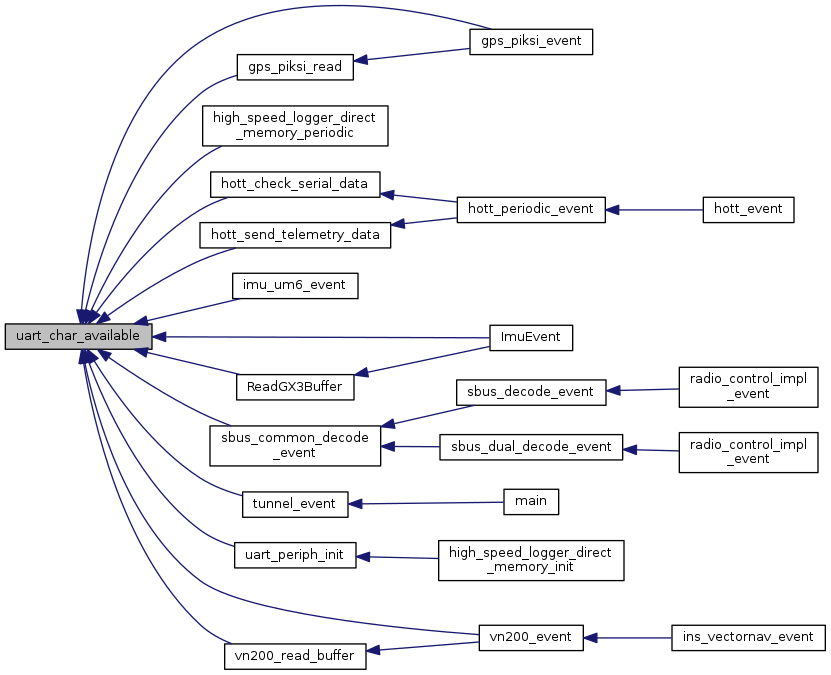 gps_piksi_event
gps_piksi_read
high_speed_logger_direct
_memory_periodic
hott_check_serial_data
hott_periodic_event
hott_event
hott_send_telemetry_data
imu_um6_event
uart_char_available
ImuEvent
ReadGX3Buffer
sbus_decode_event
radio_control_impl
_event
sbus_common_decode
_event
sbus_dual_decode_event
radio_control_impl
_event
tunnel_event
main
uart_periph_init
high_speed_logger_direct
_memory_init
vn200_event
ins_vectornav_event
vn200_read_buffer